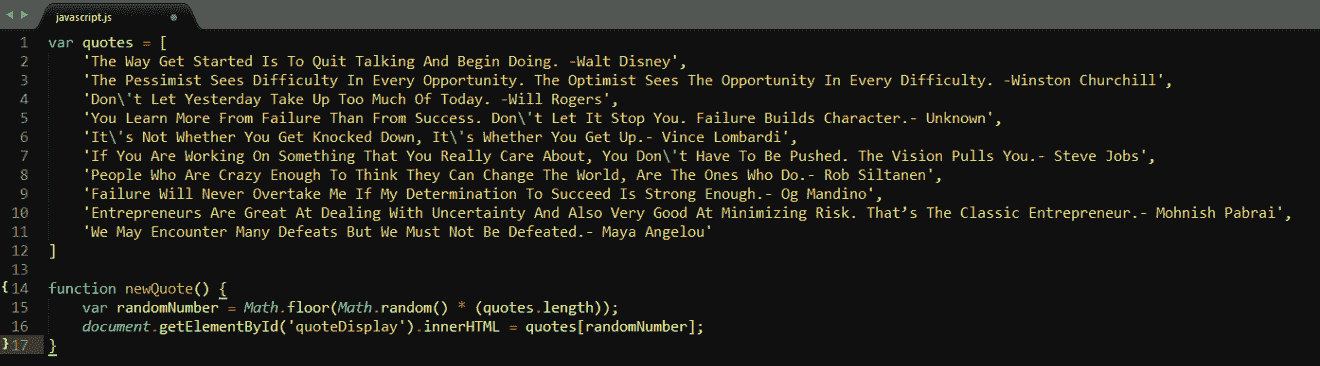 javascript.js
1 var quotes = [
2 'The Way Get Started Is To Quit Talking And Begin Doing. -Walt Disney',
3 'The Pessimist Sees Difficulty In Every Opportunity. The Optimist Sees The Opportunity In Every Difficulty. -Winston Churchill',
4 'Don\'t Let Yesterday Take Up Too Much Of Today. -Will Rogers',
5 'You Learn More From Failure Than From Success. Don\'t Let It Stop You. Failure Builds Character.- Unknown',
6 'It\'s Not Whether You Get Knocked Down, It\'s Whether You Get Up.- Vince Lombardi',
7 'If You Are Working On Something That You Really Care About, You Don\'t Have To Be Pushed. The Vision Pulls You.- Steve Jobs',
8 'People Who Are Crazy Enough To Think They Can Change The World, Are The Ones Who Do.- Rob Siltanen',
9 'Failure Will Never Overtake Me If My Determination To Succeed Is Strong Enough.- Og Mandino',
10 'Entrepreneurs Are Great At Dealing With Uncertainty And Also Very Good At Minimizing Risk. That’s The Classic Entrepreneur.- Mohnish Pabrai',
11 'We May Encounter Many Defeats But We Must Not Be Defeated.- Maya Angelou'
12 ]
13
{14 function newQuote() {
15 var randomNumber = Math.floor(Math.random() * (quotes.length));
16 document.getElementById('quoteDisplay').innerHTML = quotes[randomNumber];
}17 }